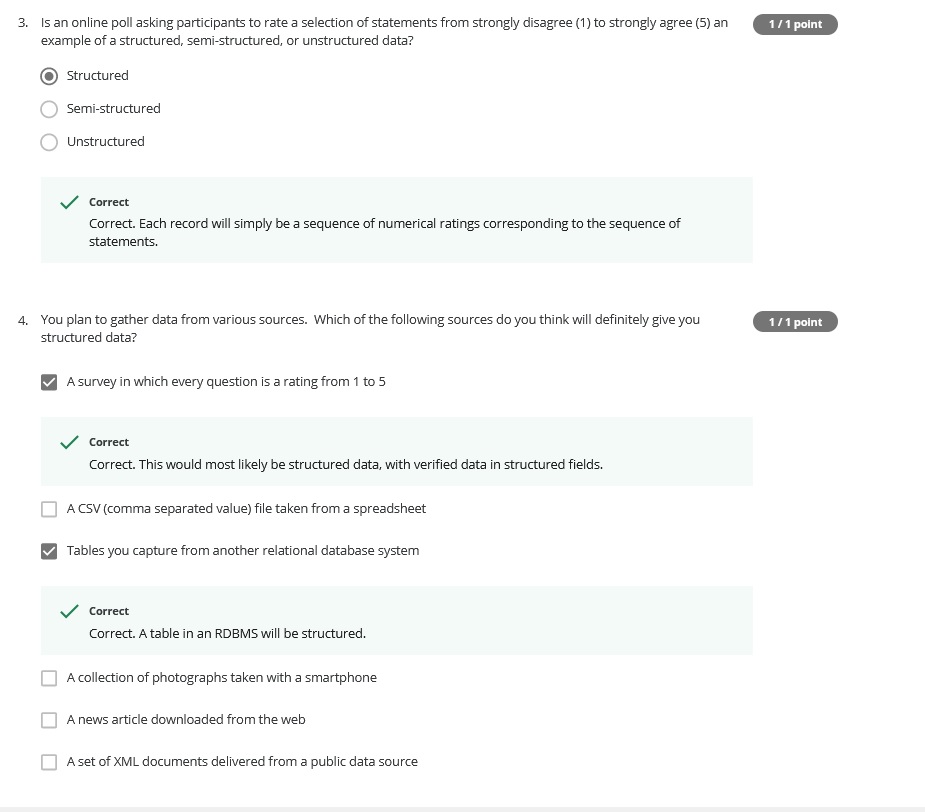 3. Is an online poll asking participants to rate a selection of statements from strongly disagree (1) to strongly agree (5) an
1 / 1 point
example of a structured, semi-structured, or unstructured data?
Structured
Semi-structured
Unstructured
Correct
Correct. Each record will simply be a sequence of numerical ratings corresponding to the sequence of
statements.
4. You plan to gather data from various sources.  Which of the following sources do you think will definitely give you
1 / 1 point
structured data?
A survey in which every question is a rating from 1 to 5
Correct
Correct. This would most likely be structured data, with verified data in structured fields.
A CSV (comma separated value) file taken from a spreadsheet
Tables you capture from another relational database system
Correct
Correct. A table in an RDBMS will be structured.
A collection of photographs taken with a smartphone
A news article downloaded from the web
A set of XML documents delivered from a public data source